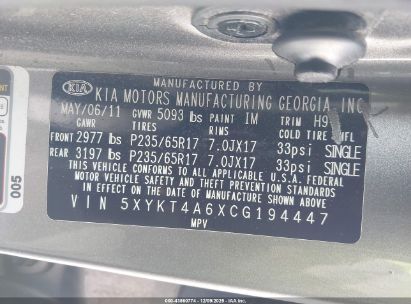 MANUFACTURED BY
KIA KIA MOTORS MANUFACTURING GEORGIA, INC.
MAY/06/11 GVWR 5093 lbs PAINT IM TRIM H9
GAWR TIRES RIMS COLD TIRE INFL
FRONT 2977 lbs P235/65R17 7.0JX17 33psi SINGLE
REAR 3197 lbs P235/65R17 7.0JX17 33psi SINGLE
THIS VEHICLE CONFORMS TO ALL APPLICABLE U.S.A. FEDERAL
MOTOR VEHICLE SAFETY AND THEFT PREVENTION STANDARDS
IN EFFECT ON THE DATE OF MANUFACTURE SHOWN ABOVE.
VIN 5XYKT4A6XCG194447
MPV
005